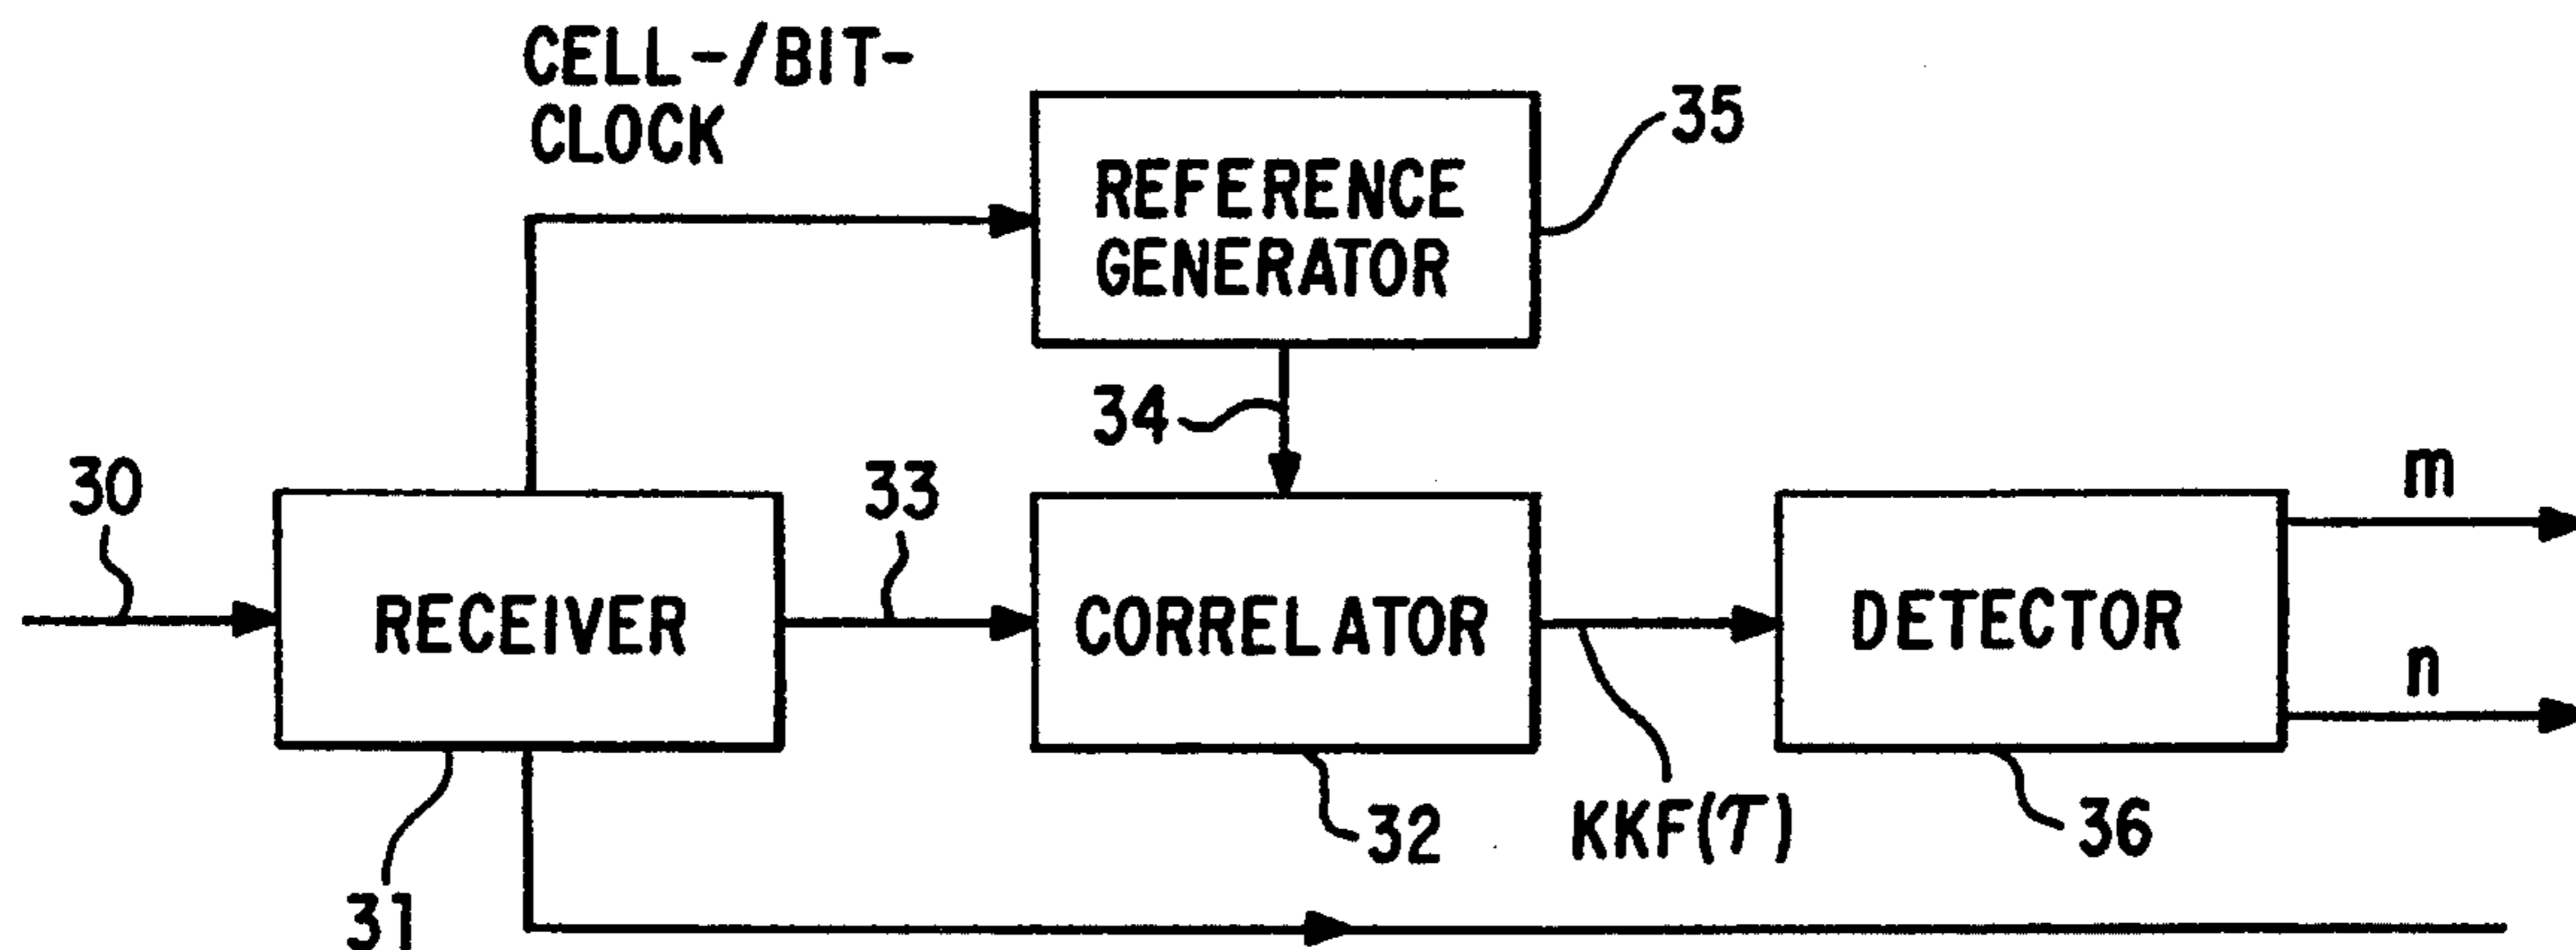 CELL-/BIT-
CLOCK
35
REFERENCE
GENERATOR
34
30
33
m
RECEIVER
CORRELATOR
DETECTOR
n
31
32
KKF(τ)
36